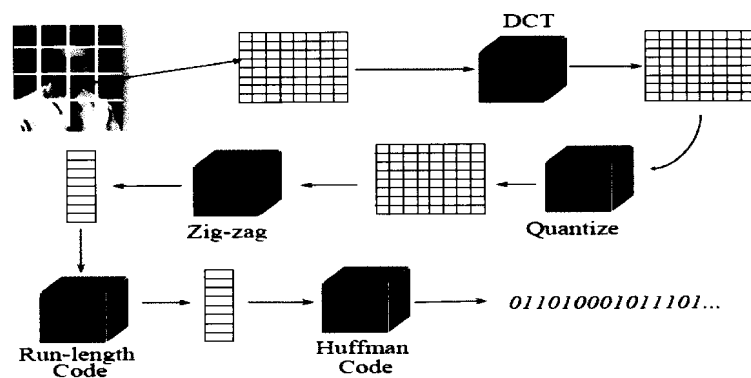 DCT
Zig-zag
Quantize
Run-length
Code
Huffman
Code
011010001011101...